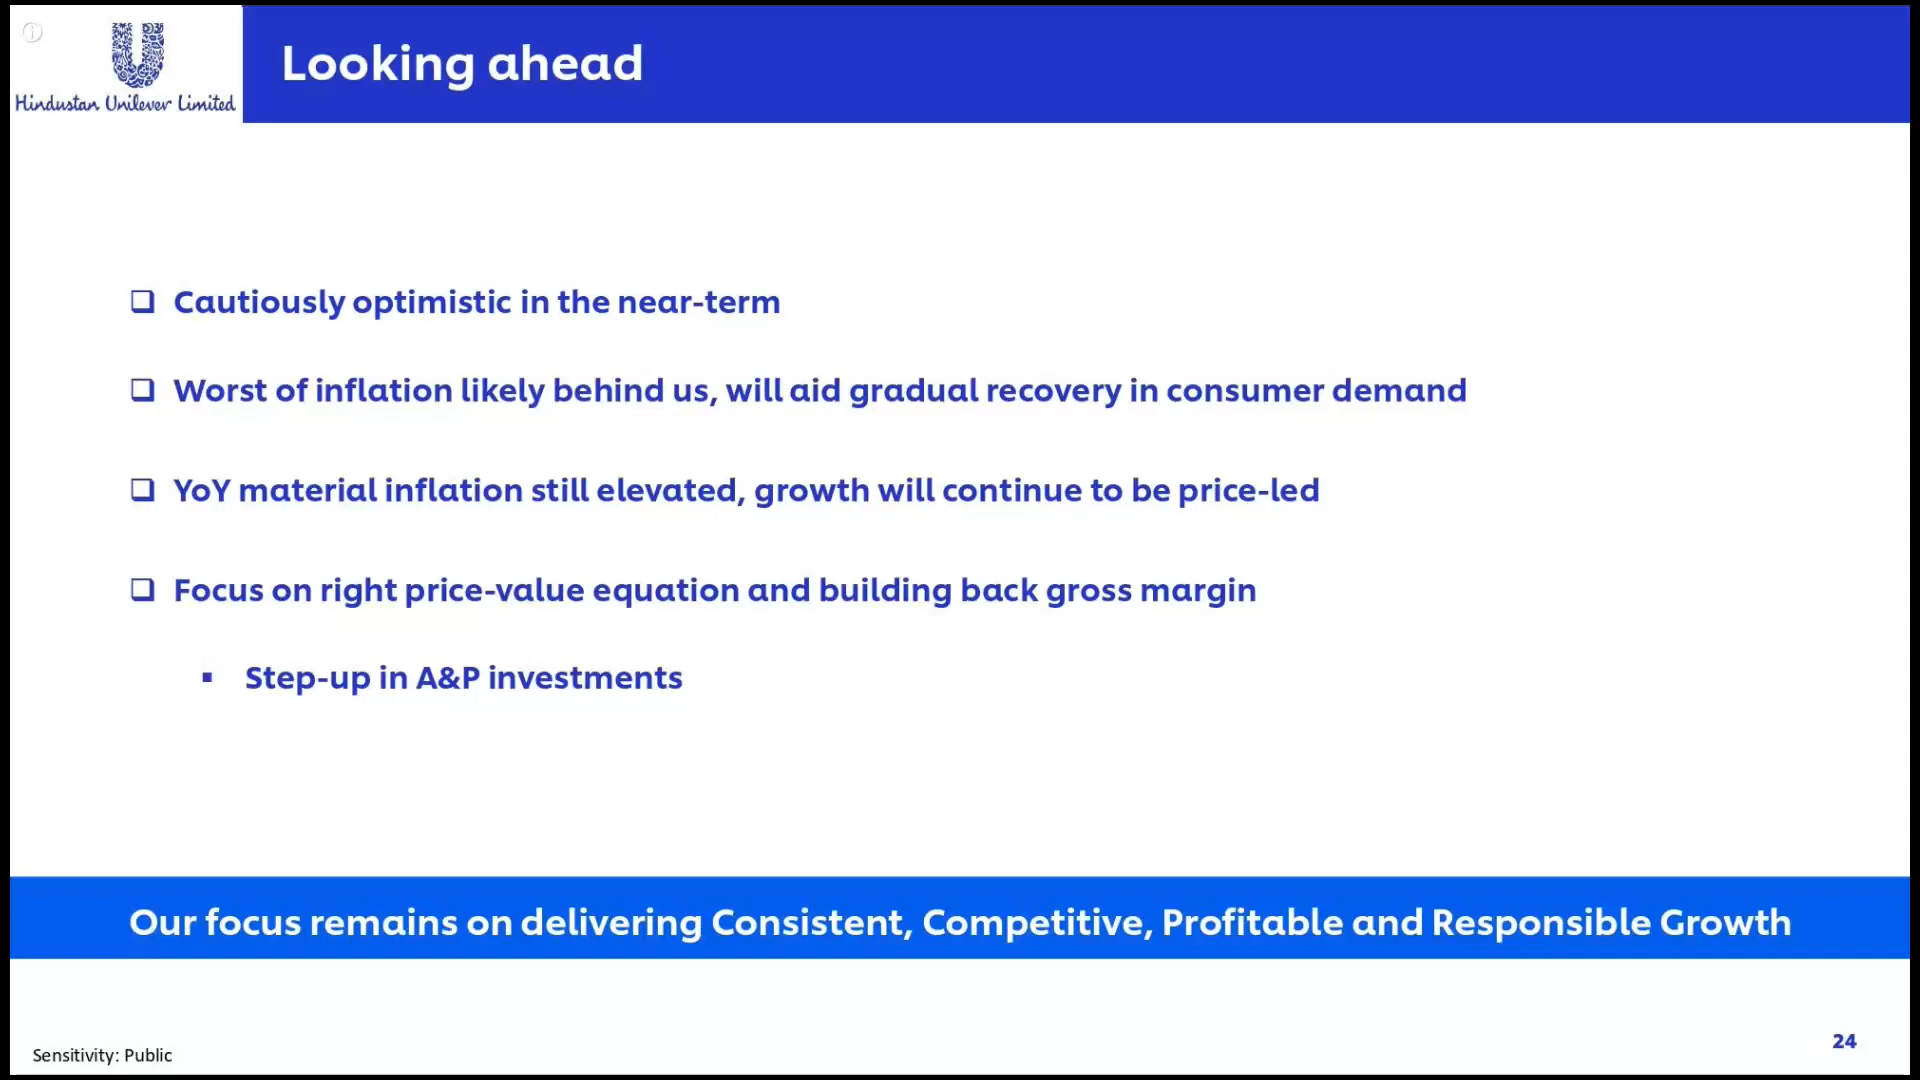 Hindustan Unilever Limited
Looking ahead
Cautiously optimistic in the near-term
Worst of inflation likely behind us, will aid gradual recovery in consumer demand
YoY material inflation still elevated, growth will continue to be price-led
Focus on right price-value equation and building back gross margin
Step-up in A&P investments
Our focus remains on delivering Consistent, Competitive, Profitable and Responsible Growth
24
Sensitivity: Public